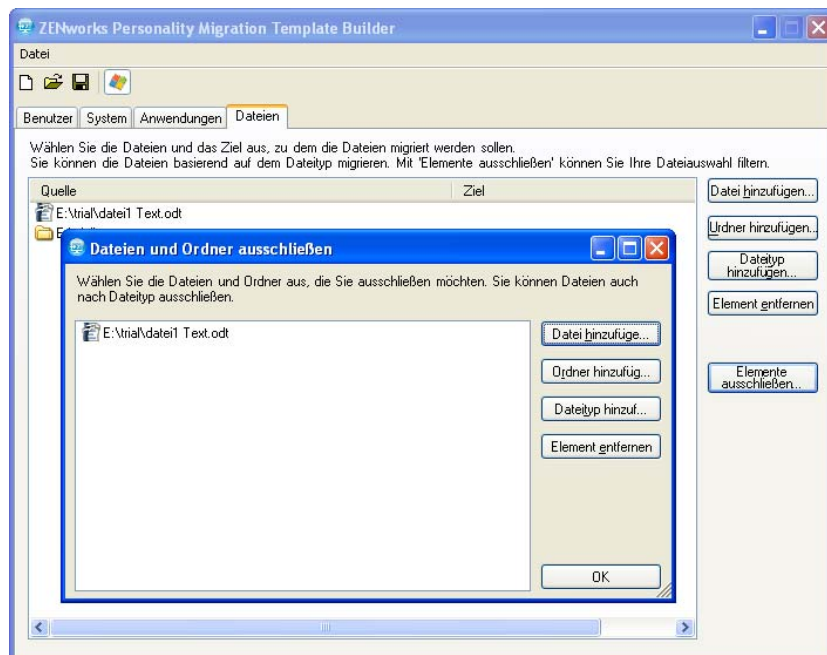 ZENworks Personality Migration Template Builder
Datei
Benutzer System Anwendungen Dateien
Wählen Sie die Dateien und das Ziel aus, zu dem die Dateien migriert werden sollen.
Sie können die Dateien basierend auf dem Dateityp migrieren. Mit 'Elemente ausschließen' können Sie Ihre Dateiauswahl filtern.
Quelle Ziel
E:\trial\datei1 Text.odt
Datei hinzufügen...
Urdner hinzufügen...
Dateityp
hinzufügen...
Element entfernen
Elemente
ausschließen...
Dateien und Ordner ausschließen
Wählen Sie die Dateien und Ordner aus, die Sie ausschließen möchten. Sie können Dateien auch
nach Dateityp ausschließen.
E:\trial\datei1 Text.odt
Datei hinzufüge...
Ordner hinzufüg...
Dateityp hinzuf...
Element entfernen
OK